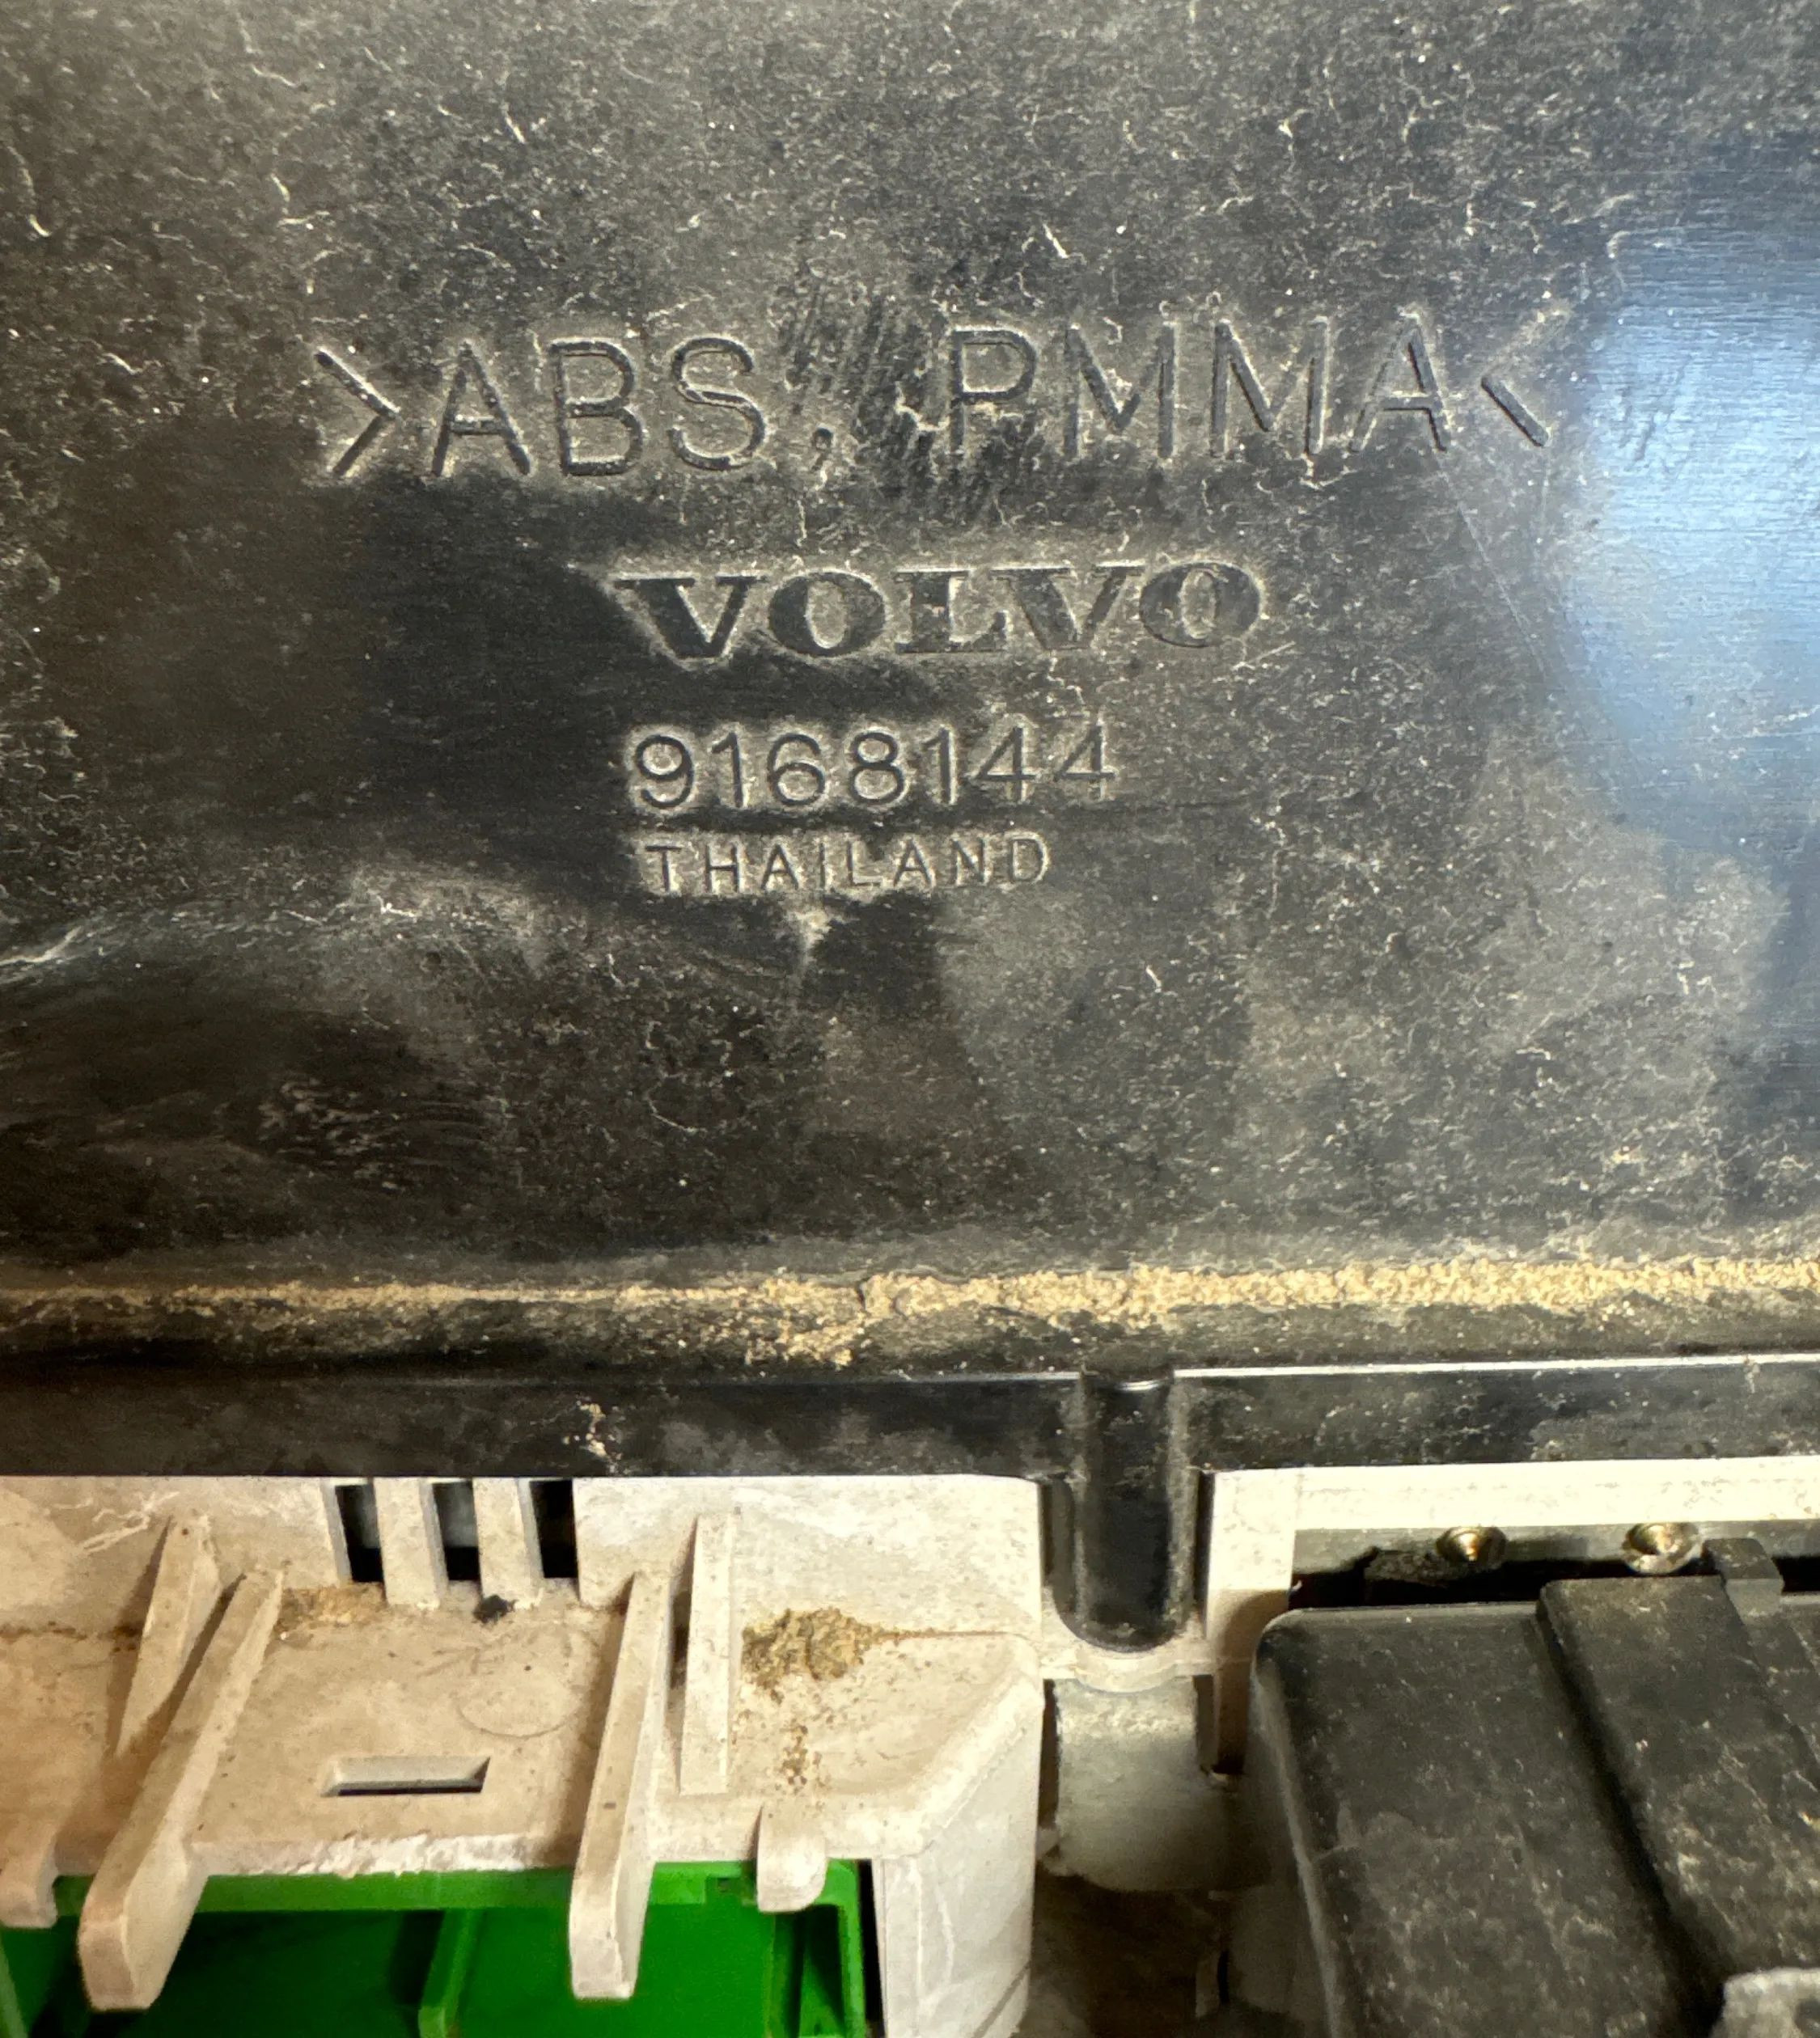 >ABS, PMMA<
VOLVO
9168144
THAILAND